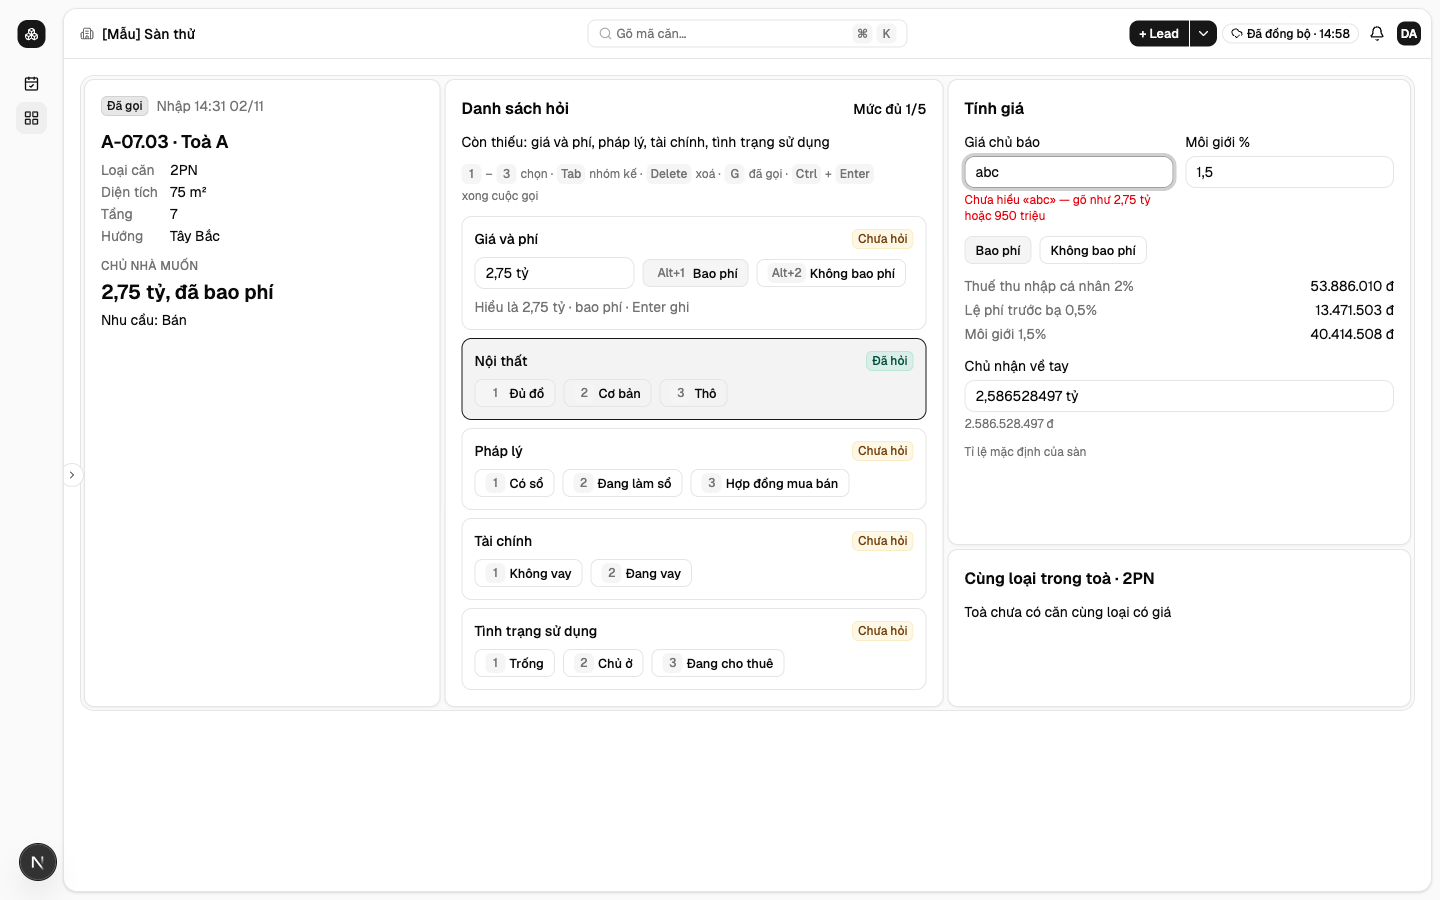 [Mẫu] Sàn thử
Gõ mã căn...
⌘ K
+ Lead
Đã đồng bộ · 14:58
DA
Đã gọi
Nhập 14:31 02/11
A-07.03 · Toà A
Loại căn 2PN
Diện tích 75 m²
Tầng 7
Hướng Tây Bắc
CHỦ NHÀ MUỐN
2,75 tỷ, đã bao phí
Nhu cầu: Bán
Danh sách hỏi
Mức đủ 1/5
Còn thiếu: giá và phí, pháp lý, tài chính, tình trạng sử dụng
1 – 3 chọn · Tab nhóm kế · Delete xoá · G đã gọi · Ctrl + Enter
xong cuộc gọi
Giá và phí
Chưa hỏi
2,75 tỷ
Alt+1 Bao phí
Alt+2 Không bao phí
Hiểu là 2,75 tỷ · bao phí · Enter ghi
Nội thất
Đã hỏi
1 Đủ đồ
2 Cơ bản
3 Thô
Pháp lý
Chưa hỏi
1 Có sổ
2 Đang làm sổ
3 Hợp đồng mua bán
Tài chính
Chưa hỏi
1 Không vay
2 Đang vay
Tình trạng sử dụng
Chưa hỏi
1 Trống
2 Chủ ở
3 Đang cho thuê
Tính giá
Giá chủ báo
Môi giới %
abc
1,5
Chưa hiểu «abc» — gõ như 2,75 tỷ
hoặc 950 triệu
Bao phí
Không bao phí
Thuế thu nhập cá nhân 2% 53.886.010 đ
Lệ phí trước bạ 0,5% 13.471.503 đ
Môi giới 1,5% 40.414.508 đ
Chủ nhận về tay
2,586528497 tỷ
2.586.528.497 đ
Tỉ lệ mặc định của sàn
Cùng loại trong toà · 2PN
Toà chưa có căn cùng loại có giá
N